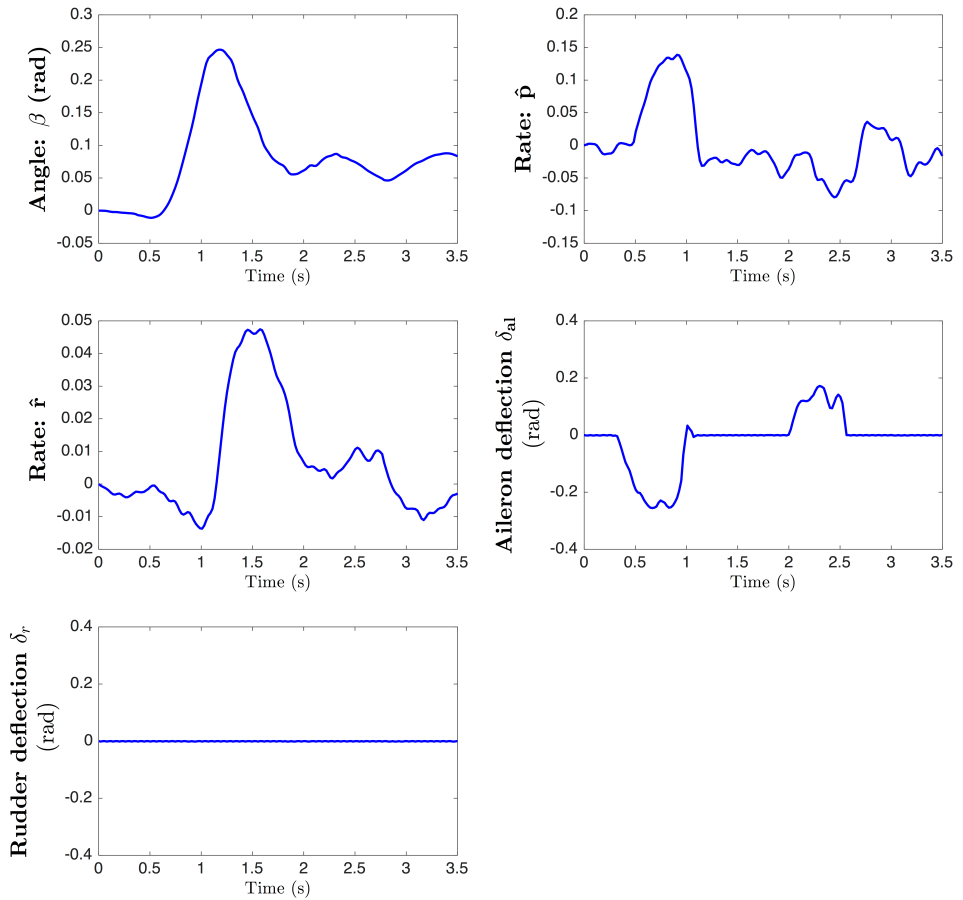 Angle: β (rad)
0.3
0.25
0.2
0.15
0.1
0.05
0
-0.05
0 0.5 1 1.5 2 2.5 3 3.5
Time (s)
Rate: p̂
0.2
0.15
0.1
0.05
0
-0.05
-0.1
-0.15
0 0.5 1 1.5 2 2.5 3 3.5
Time (s)
Rate: r̂
0.05
0.04
0.03
0.02
0.01
0
-0.01
-0.02
0 0.5 1 1.5 2 2.5 3 3.5
Time (s)
Aileron deflection δal
(rad)
0.4
0.2
0
-0.2
-0.4
0 0.5 1 1.5 2 2.5 3 3.5
Time (s)
Rudder deflection δr
(rad)
0.4
0.2
0
-0.2
-0.4
0 0.5 1 1.5 2 2.5 3 3.5
Time (s)